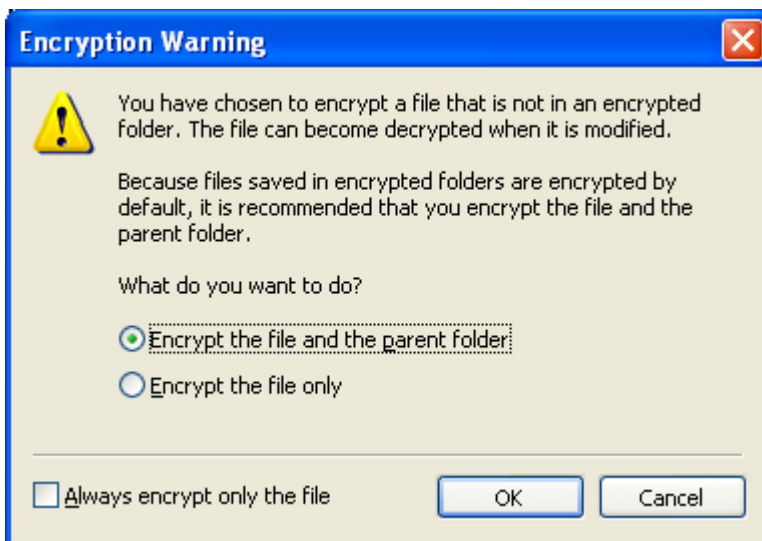 Encryption Warning
You have chosen to encrypt a file that is not in an encrypted
folder. The file can become decrypted when it is modified.
Because files saved in encrypted folders are encrypted by
default, it is recommended that you encrypt the file and the
parent folder.
What do you want to do?
Encrypt the file and the parent folder
Encrypt the file only
Always encrypt only the file
OK
Cancel